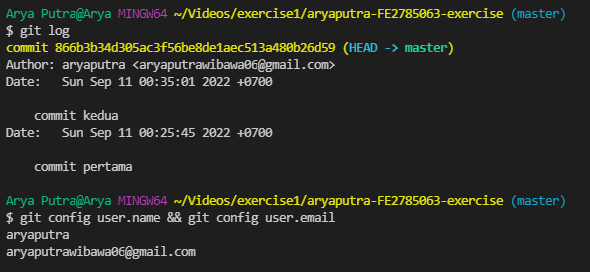 Arya Putra@Arya MINGW64 ~/Videos/exercise1/aryaputra-FE2785063-exercise (master)
$ git log
commit 866b3b34d305ac3f56be8de1aec513a480b26d59 (HEAD -> master)
Author: aryaputra <aryaputrawibawa06@gmail.com>
Date:   Sun Sep 11 00:35:01 2022 +0700

    commit kedua
Date:   Sun Sep 11 00:25:45 2022 +0700

    commit pertama

Arya Putra@Arya MINGW64 ~/Videos/exercise1/aryaputra-FE2785063-exercise (master)
$ git config user.name && git config user.email
aryaputra
aryaputrawibawa06@gmail.com